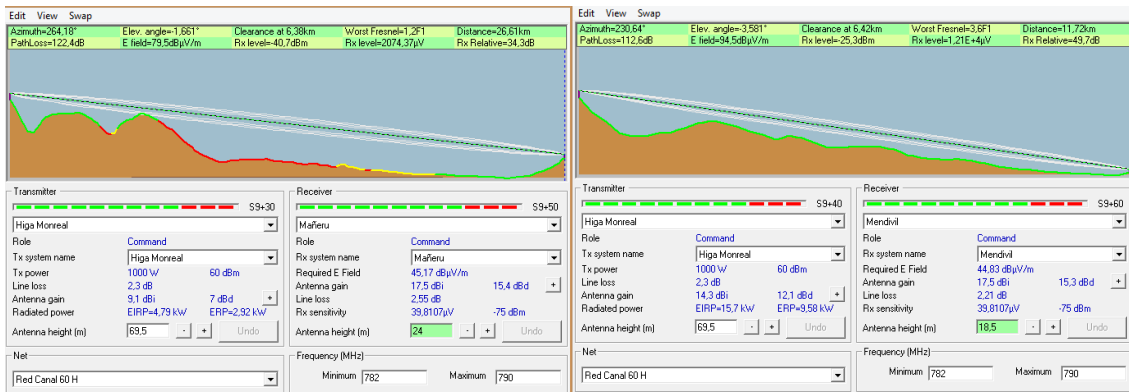 Edit View Swap
Azimuth=264,18° Elev. angle=-1,661° Clearance at 6,38km Worst Fresnel=1,2F1 Distance=26,61km
PathLoss=122,4dB E field=79,5dBµV/m Rx level=-40,7dBm Rx level=2074,37µV Rx Relative=34,3dB
Transmitter
S9+30
Higa Monreal
Role Command
Tx system name Higa Monreal
Tx power 1000 W 60 dBm
Line loss 2,3 dB
Antenna gain 9,1 dBi 7 dBd +
Radiated power EIRP=4,79 kW ERP=2,92 kW
Antenna height (m) 69,5 - + Undo
Receiver
S9+50
Mañeru
Role Command
Rx system name Mañeru
Required E Field 45,17 dBµV/m
Antenna gain 17,5 dBi 15,4 dBd +
Line loss 2,55 dB
Rx sensitivity 39,8107µV -75 dBm
Antenna height (m) 24 - + Undo
Net
Red Canal 60 H
Frequency (MHz)
Minimum 782 Maximum 790
Edit View Swap
Azimuth=230,64° Elev. angle=-3,581° Clearance at 6,42km Worst Fresnel=3,6F1 Distance=11,72km
PathLoss=112,6dB E field=94,5dBµV/m Rx level=-25,3dBm Rx level=1,21E+4µV Rx Relative=49,7dB
Transmitter
S9+40
Higa Monreal
Role Command
Tx system name Higa Monreal
Tx power 1000 W 60 dBm
Line loss 2,3 dB
Antenna gain 14,3 dBi 12,1 dBd +
Radiated power EIRP=15,7 kW ERP=9,58 kW
Antenna height (m) 69,5 - + Undo
Receiver
S9+60
Mendivil
Role Command
Rx system name Mendivil
Required E Field 44,83 dBµV/m
Antenna gain 17,5 dBi 15,3 dBd +
Line loss 2,21 dB
Rx sensitivity 39,8107µV -75 dBm
Antenna height (m) 18,5 - + Undo
Net
Red Canal 60 H
Frequency (MHz)
Minimum 782 Maximum 790